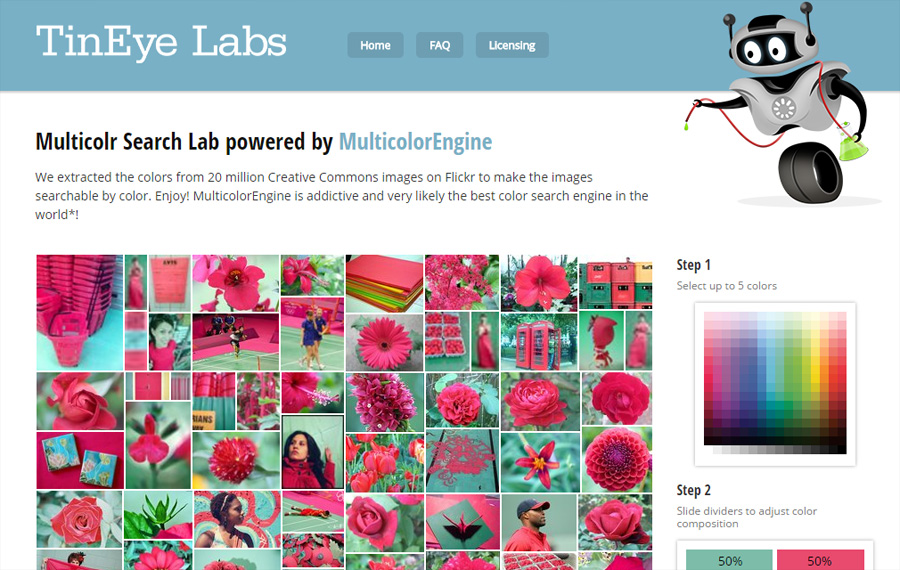 TinEye Labs
Home
FAQ
Licensing
Multicolr Search Lab powered by MulticolorEngine
We extracted the colors from 20 million Creative Commons images on Flickr to make the images
searchable by color. Enjoy! MulticolorEngine is addictive and very likely the best color search engine in the
world*!
Step 1
Select up to 5 colors
Step 2
Slide dividers to adjust color
composition
50%
50%